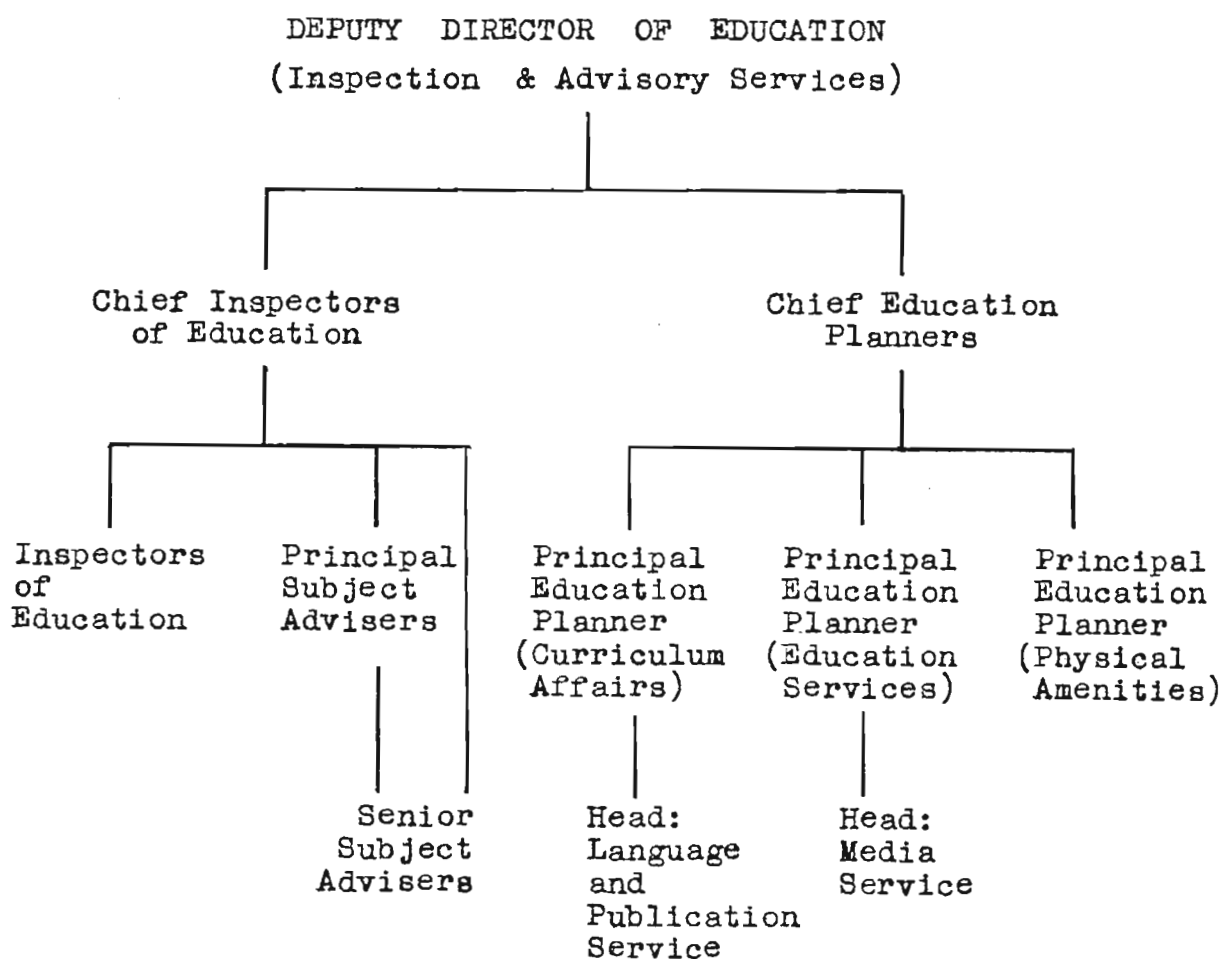 DEPUTY DIRECTOR OF EDUCATION
(Inspection & Advisory Services)
Chief Inspectors
of Education
Chief Education
Planners
Inspectors
of
Education
Principal
Subject
Advisers
Principal
Education
Planner
(Curriculum
Affairs)
Principal
Education
Planner
(Education
Services)
Principal
Education
Planner
(Physical
Amenities)
Senior
Subject
Advisers
Head:
Language
and
Publication
Service
Head:
Media
Service